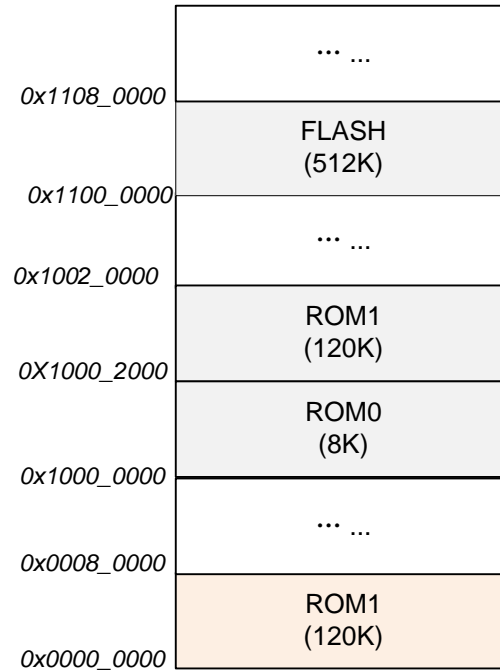 ... ...
0x1108_0000
FLASH
(512K)
0x1100_0000
... ...
0x1002_0000
ROM1
(120K)
0X1000_2000
ROM0
(8K)
0x1000_0000
... ...
0x0008_0000
ROM1
(120K)
0x0000_0000